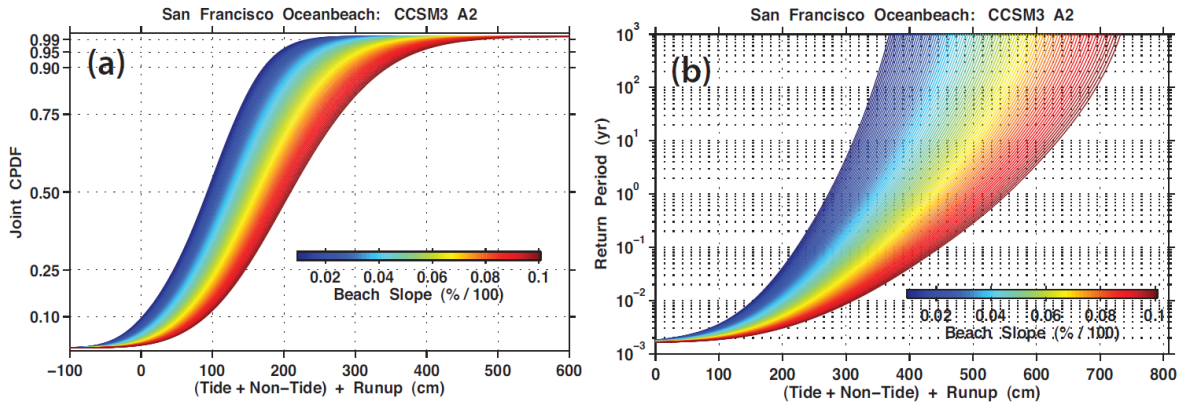 San Francisco Oceanbeach: CCSM3 A2
(a)
Joint CPDF
0.99
0.95
0.90
0.75
0.50
0.25
0.10
0.02 0.04 0.06 0.08 0.1
Beach Slope (% / 100)
−100 0 100 200 300 400 500 600
(Tide + Non−Tide) + Runup (cm)
San Francisco Oceanbeach: CCSM3 A2
(b)
Return Period (yr)
10³
10²
10¹
10⁰
10⁻¹
10⁻²
10⁻³
0.02 0.04 0.06 0.08 0.1
Beach Slope (% / 100)
0 100 200 300 400 500 600 700 800
(Tide + Non−Tide) + Runup (cm)